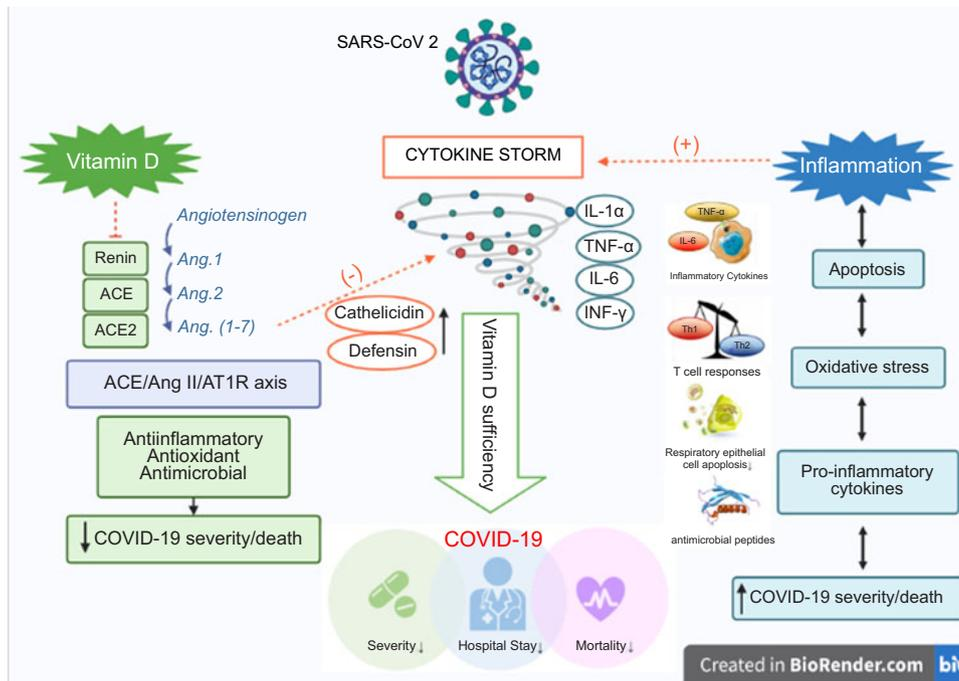 SARS-CoV 2
Vitamin D
CYTOKINE STORM
(+)
Inflammation
Angiotensinogen
Renin
Ang.1
ACE
Ang.2
ACE2
Ang. (1-7)
(-)
Cathelicidin
Defensin
IL-1α
TNF-α
IL-6
INF-γ
TNF-α
IL-6
Inflammatory Cytokines
Th1
Th2
T cell responses
Respiratory epithelial
cell apoplosis↓
antimicrobial peptides
Apoptosis
Oxidative stress
Pro-inflammatory
cytokines
↑COVID-19 severity/death
ACE/Ang II/AT1R axis
Antiinflammatory
Antioxidant
Antimicrobial
↓COVID-19 severity/death
Vitamin D sufficiency
COVID-19
Severity↓
Hospital Stay↓
Mortality↓
Created in BioRender.com